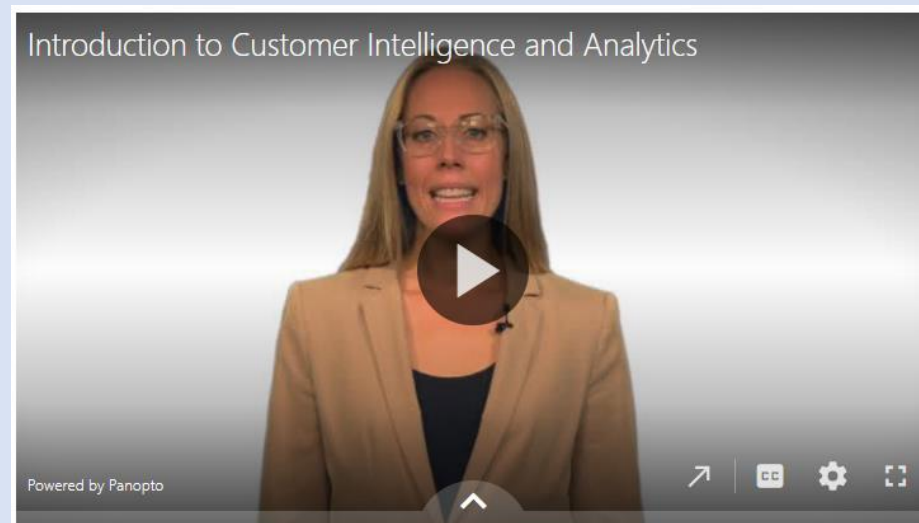 Introduction to Customer Intelligence and Analytics
CC
Powered by Panopto